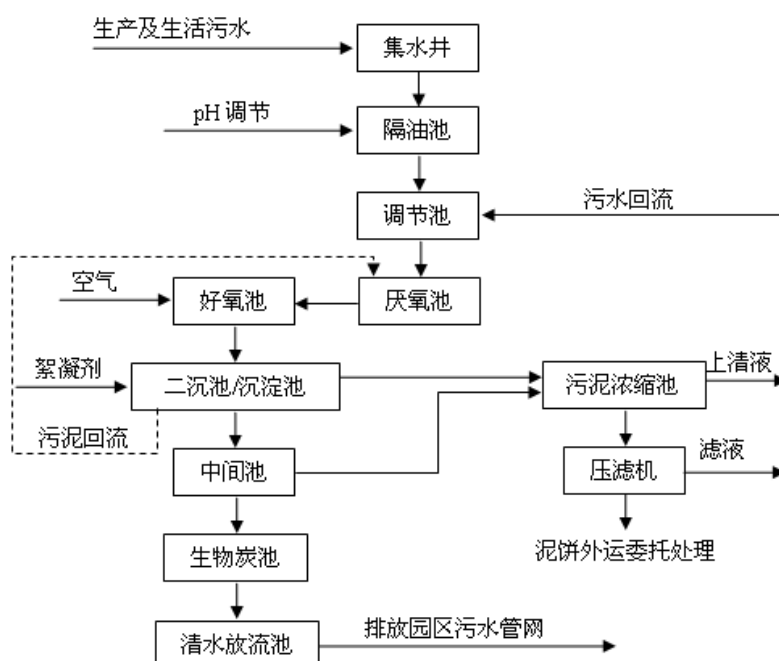 生产及生活污水
集水井
pH 调节
隔油池
污水回流
调节池
空气
好氧池
厌氧池
絮凝剂
二沉池/沉淀池
污泥浓缩池
上清液
污泥回流
中间池
压滤机
滤液
生物炭池
泥饼外运委托处理
清水放流池
排放园区污水管网